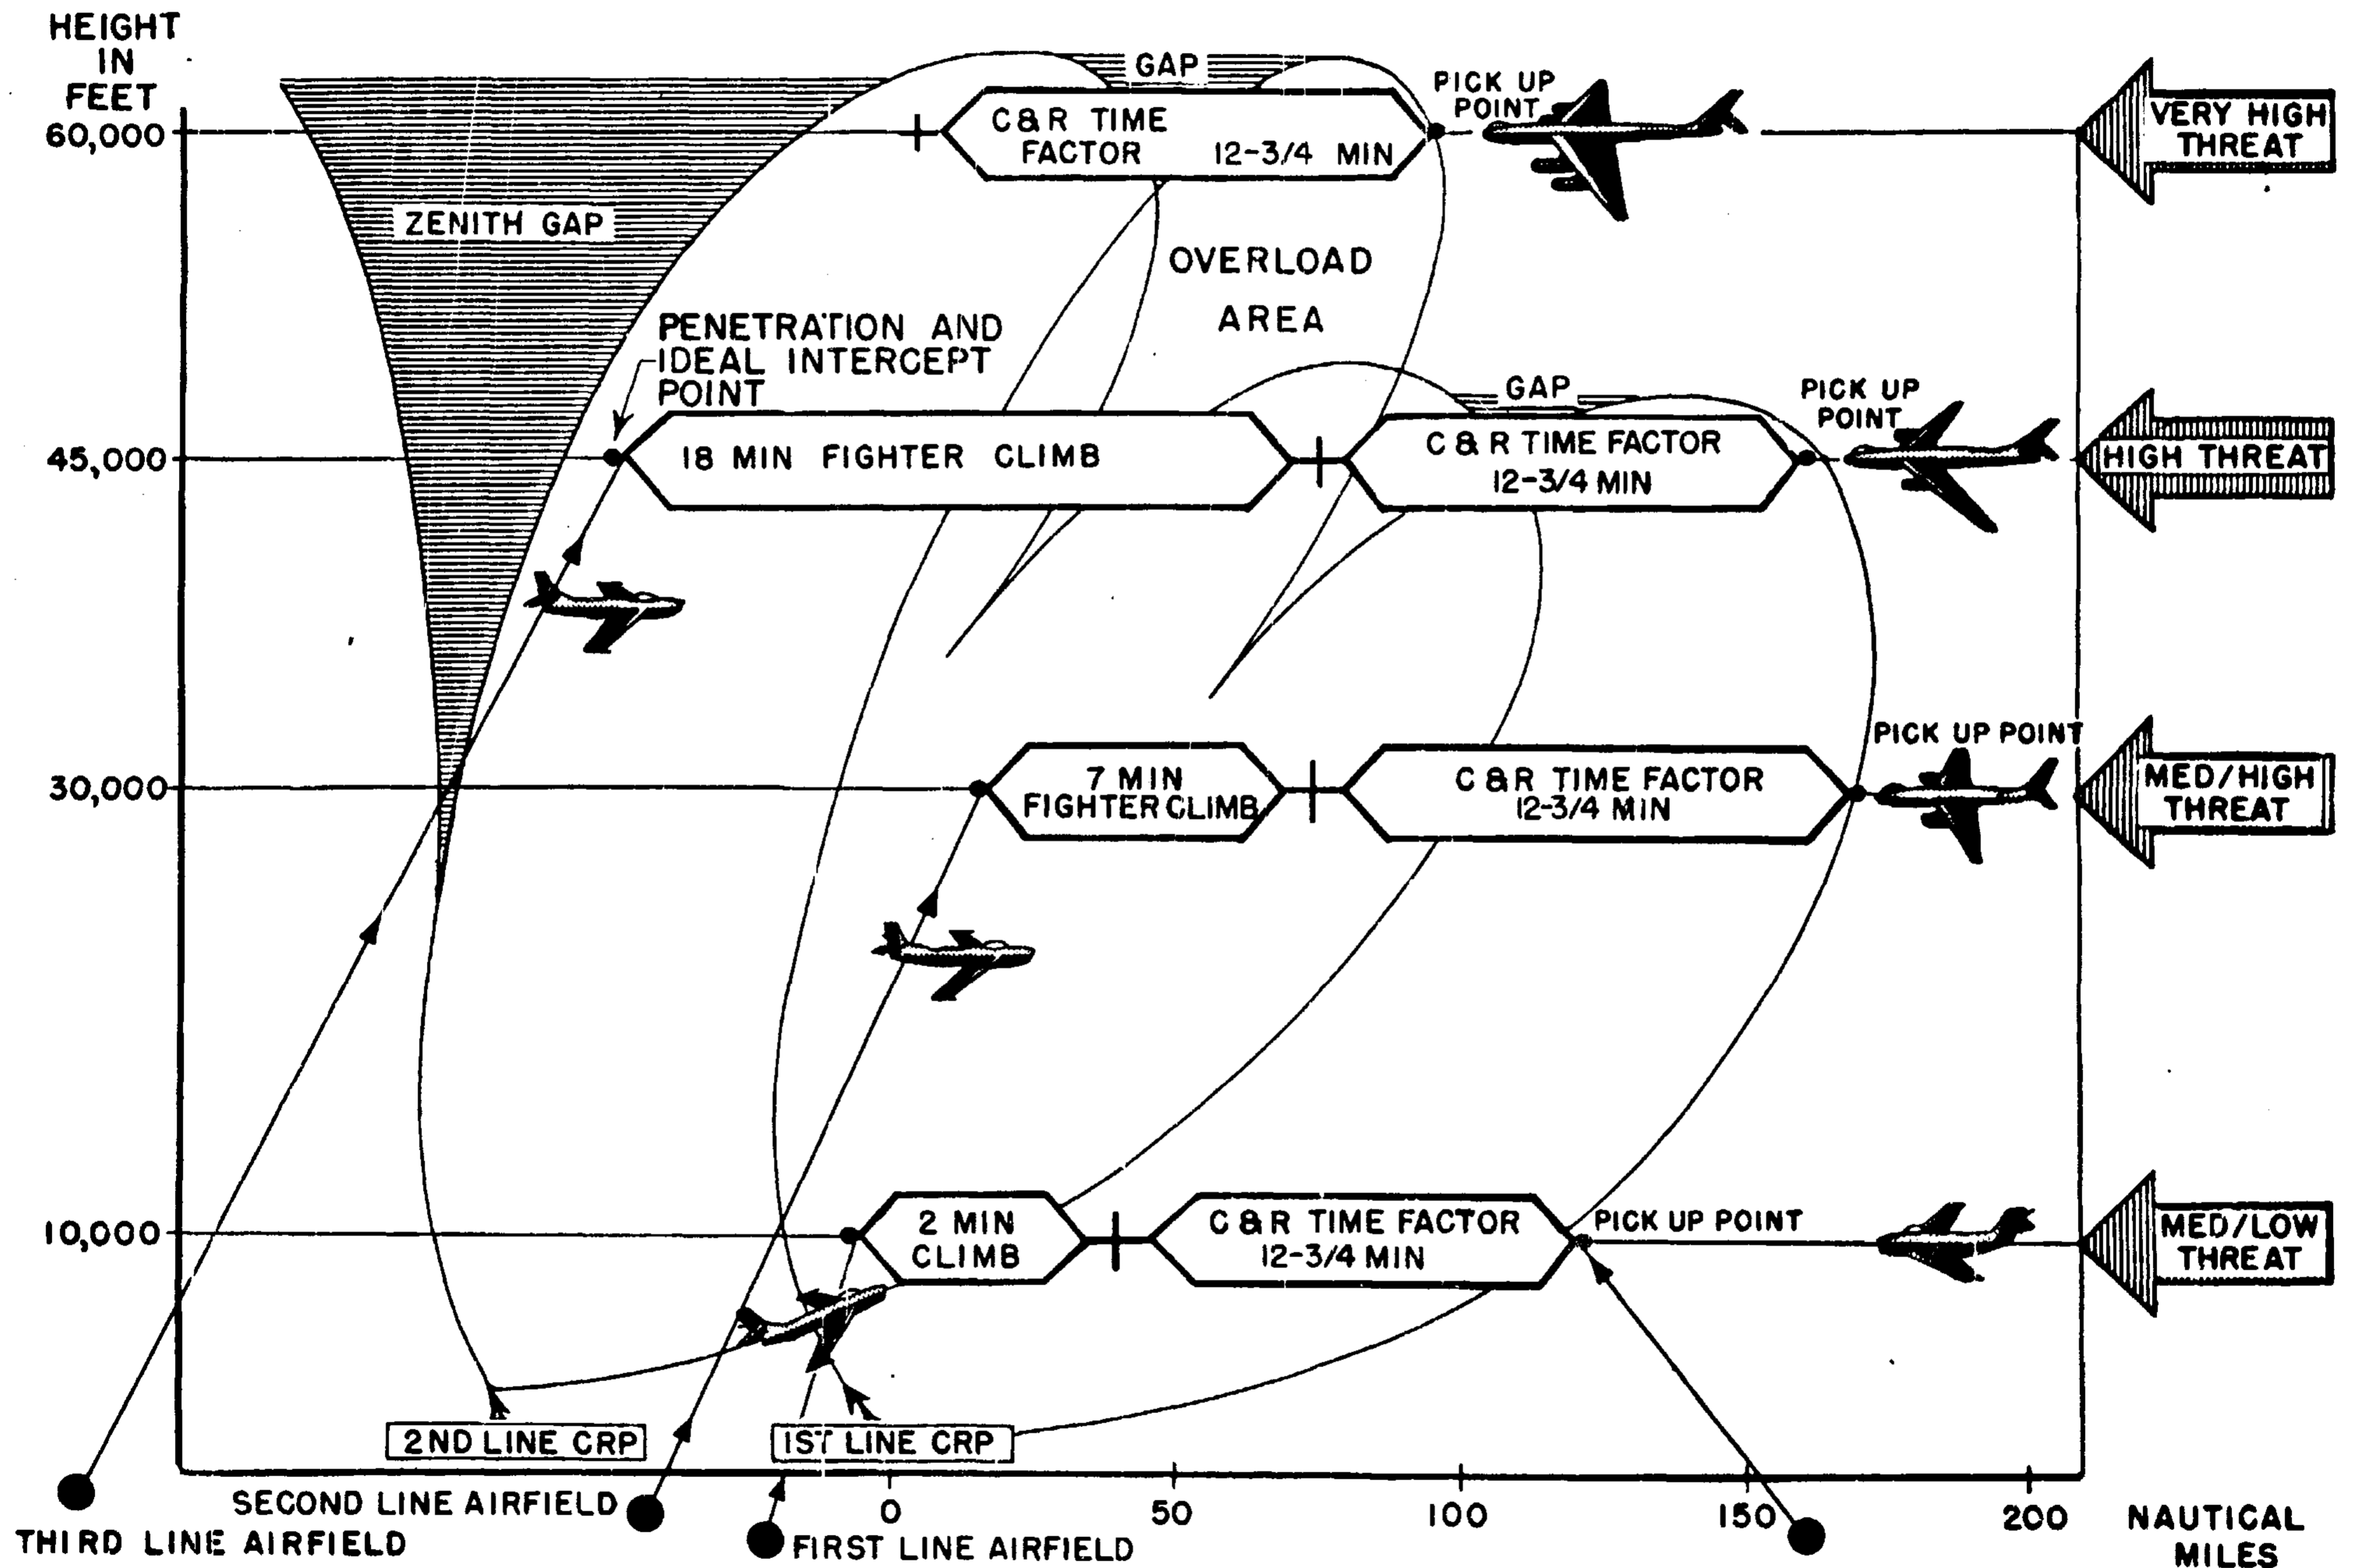 HEIGHT
IN
FEET
60,000
45,000
30,000
10,000
GAP
C&R TIME
FACTOR 12-3/4 MIN
PICK UP
POINT
VERY HIGH
THREAT
ZENITH GAP
OVERLOAD
AREA
PENETRATION AND
IDEAL INTERCEPT
POINT
18 MIN FIGHTER CLIMB
GAP
C & R TIME FACTOR
12-3/4 MIN
PICK UP
POINT
HIGH THREAT
7 MIN
FIGHTER CLIMB
C & R TIME FACTOR
12-3/4 MIN
PICK UP POINT
MED/HIGH
THREAT
2 MIN
CLIMB
C & R TIME FACTOR
12-3/4 MIN
PICK UP POINT
MED/LOW
THREAT
2ND LINE CRP
1ST LINE CRP
0
50
100
150
200
NAUTICAL
MILES
SECOND LINE AIRFIELD
THIRD LINE AIRFIELD
FIRST LINE AIRFIELD